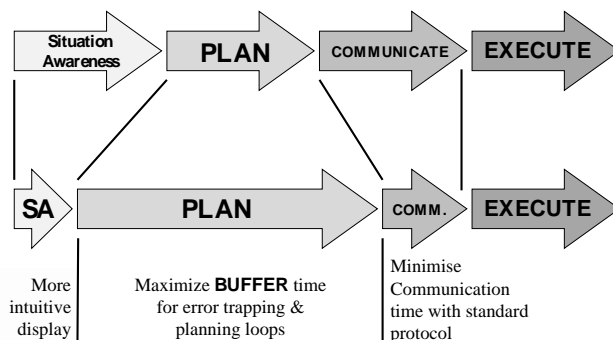 Situation
Awareness
PLAN
COMMUNICATE
EXECUTE
SA
PLAN
COMM.
EXECUTE
More
intuitive
display
Maximize BUFFER time
for error trapping &
planning loops
Minimise
Communication
time with standard
protocol